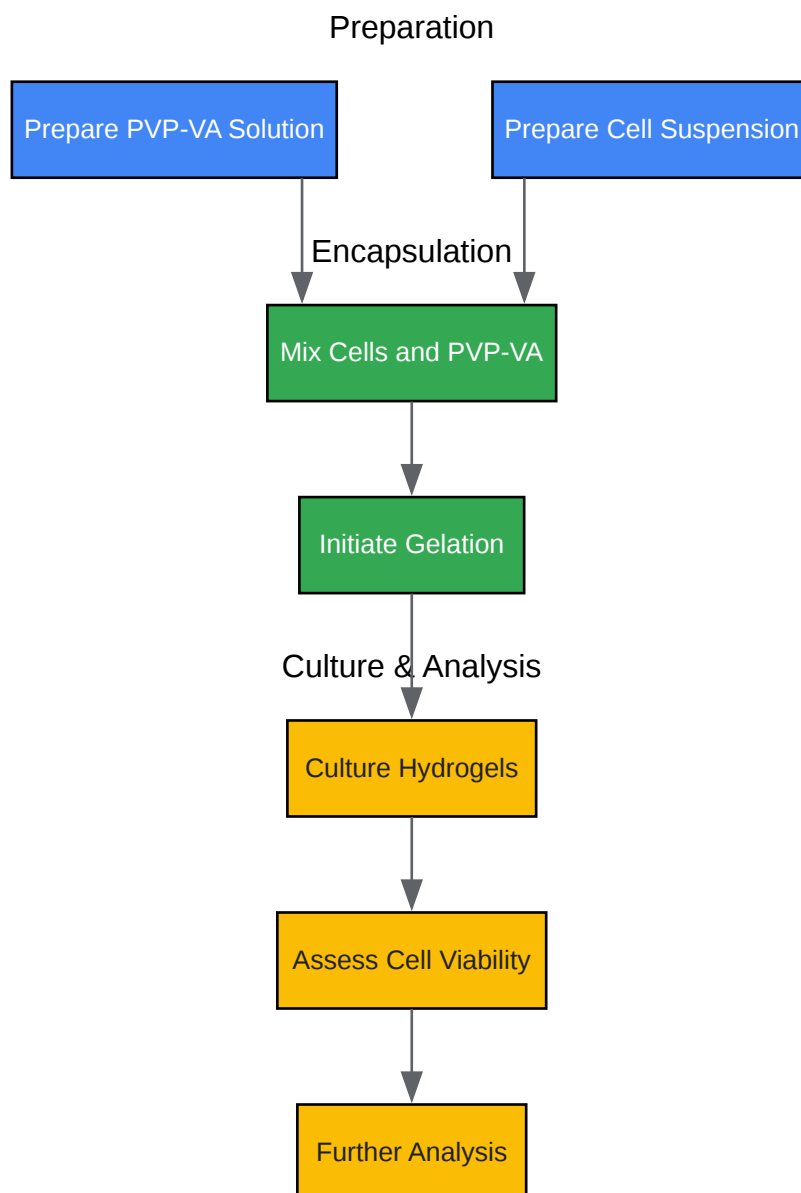 Preparation
Prepare PVP-VA Solution
Prepare Cell Suspension
Encapsulation
Mix Cells and PVP-VA
Initiate Gelation
Culture & Analysis
Culture Hydrogels
Assess Cell Viability
Further Analysis